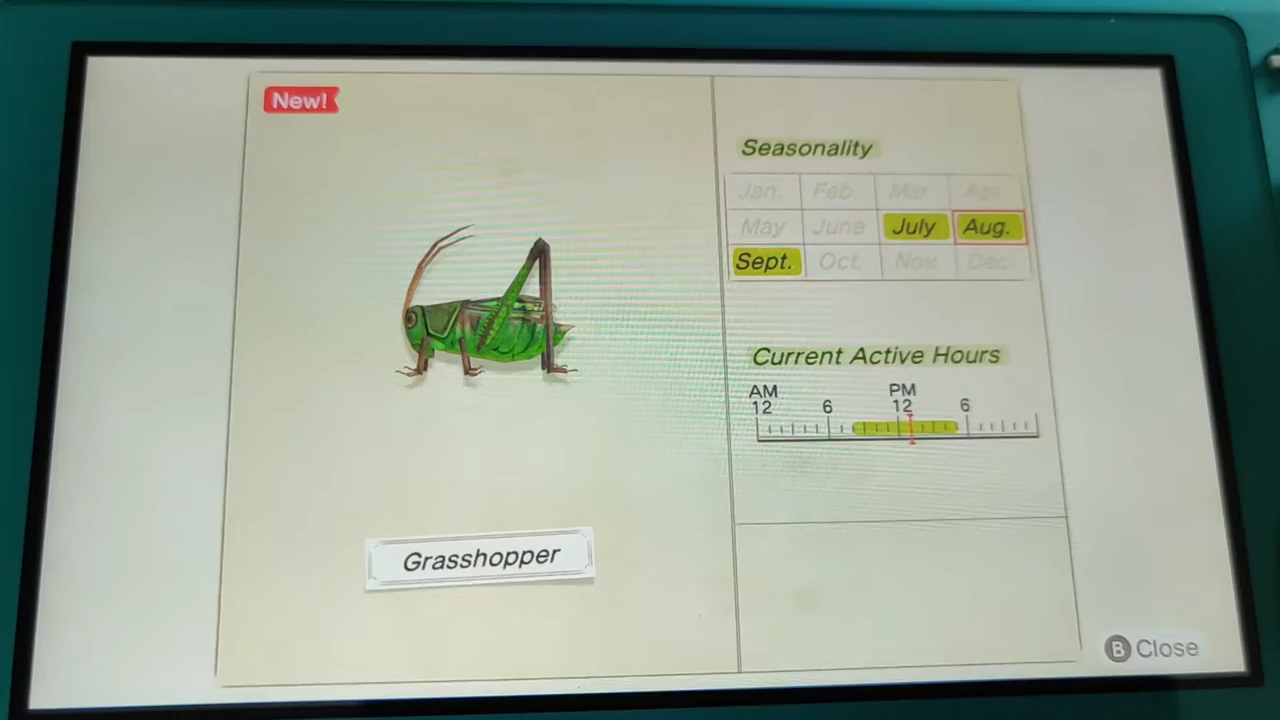 New!
Seasonality
Jan. Feb. Mar. Apr.
May June July Aug.
Sept. Oct. Nov. Dec.
Current Active Hours
AM PM
12 6 12 6
Grasshopper
B Close